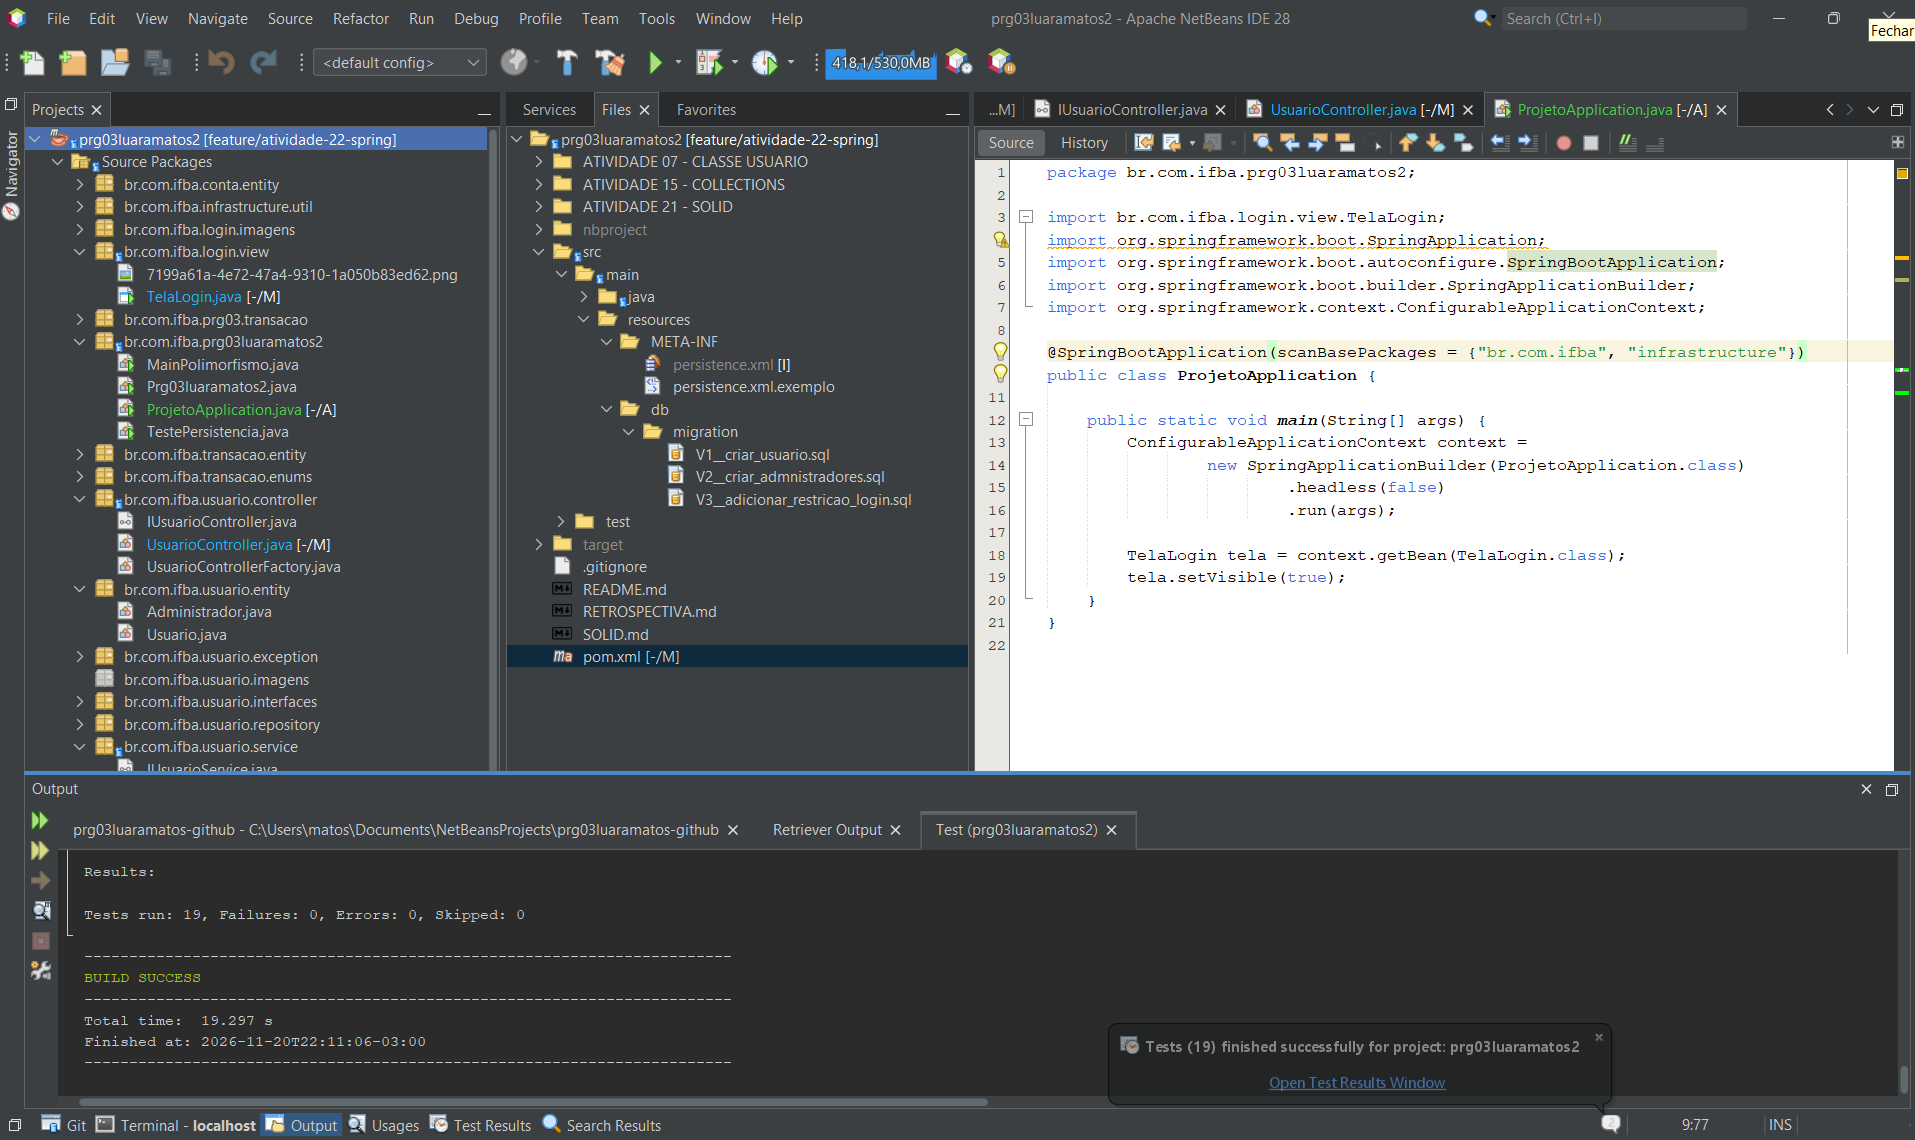 File Edit View Navigate Source Refactor Run Debug Profile Team Tools Window Help
prg03luaramatos2 - Apache NetBeans IDE 28
Search (Ctrl+I)
Fechar
<default config>
418,1/530,0MB
Navigator
Projects
prg03luaramatos2 [feature/atividade-22-spring]
Source Packages
br.com.ifba.conta.entity
br.com.ifba.infrastructure.util
br.com.ifba.login.imagens
br.com.ifba.login.view
7199a61a-4e72-47a4-9310-1a050b83ed62.png
TelaLogin.java [-/M]
br.com.ifba.prg03.transacao
br.com.ifba.prg03luaramatos2
MainPolimorfismo.java
Prg03luaramatos2.java
ProjetoApplication.java [-/A]
TestePersistencia.java
br.com.ifba.transacao.entity
br.com.ifba.transacao.enums
br.com.ifba.usuario.controller
IUsuarioController.java
UsuarioController.java [-/M]
UsuarioControllerFactory.java
br.com.ifba.usuario.entity
Administrador.java
Usuario.java
br.com.ifba.usuario.exception
br.com.ifba.usuario.imagens
br.com.ifba.usuario.interfaces
br.com.ifba.usuario.repository
br.com.ifba.usuario.service
IUsuarioService.java
Services Files Favorites
prg03luaramatos2 [feature/atividade-22-spring]
ATIVIDADE 07 - CLASSE USUARIO
ATIVIDADE 15 - COLLECTIONS
ATIVIDADE 21 - SOLID
nbproject
src
main
java
resources
META-INF
persistence.xml [I]
persistence.xml.exemplo
db
migration
V1__criar_usuario.sql
V2__criar_admnistradores.sql
V3__adicionar_restricao_login.sql
test
target
.gitignore
README.md
RETROSPECTIVA.md
SOLID.md
pom.xml [-/M]
...M] IUsuarioController.java UsuarioController.java [-/M] ProjetoApplication.java [-/A]
Source History
1 package br.com.ifba.prg03luaramatos2;
2
3 import br.com.ifba.login.view.TelaLogin;
import org.springframework.boot.SpringApplication;
5 import org.springframework.boot.autoconfigure.SpringBootApplication;
6 import org.springframework.boot.builder.SpringApplicationBuilder;
7 import org.springframework.context.ConfigurableApplicationContext;
8
@SpringBootApplication(scanBasePackages = {"br.com.ifba", "infrastructure"})
public class ProjetoApplication {
11
12 public static void main(String[] args) {
13 ConfigurableApplicationContext context =
14 new SpringApplicationBuilder(ProjetoApplication.class)
15 .headless(false)
16 .run(args);
17
18 TelaLogin tela = context.getBean(TelaLogin.class);
19 tela.setVisible(true);
20 }
21 }
22
Output
prg03luaramatos-github - C:\Users\matos\Documents\NetBeansProjects\prg03luaramatos-github Retriever Output Test (prg03luaramatos2)
Results:
Tests run: 19, Failures: 0, Errors: 0, Skipped: 0
------------------------------------------------------------------------
BUILD SUCCESS
------------------------------------------------------------------------
Total time: 19.297 s
Finished at: 2026-11-20T22:11:06-03:00
------------------------------------------------------------------------
Tests (19) finished successfully for project: prg03luaramatos2
Open Test Results Window
Git Terminal - localhost Output Usages Test Results Search Results
9:77 INS